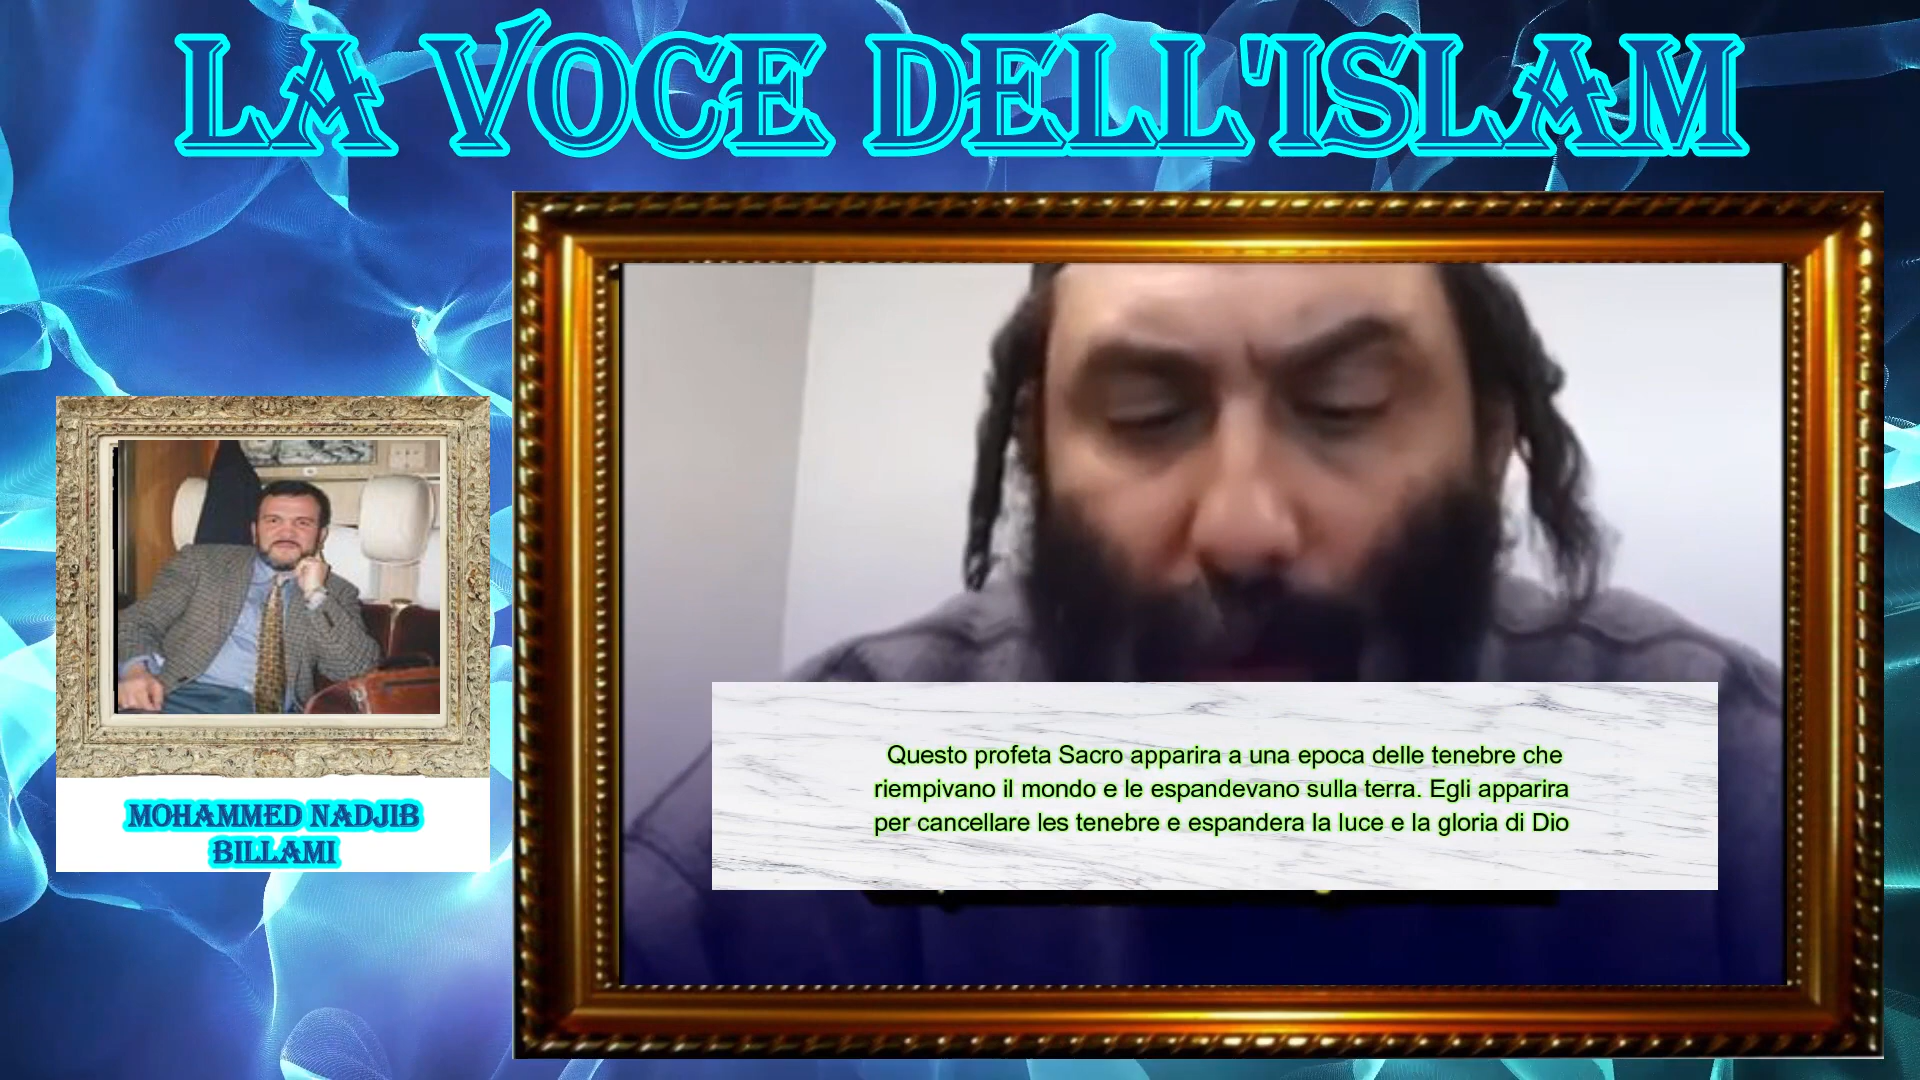 LA VOCE DELL'ISLAM
Questo profeta Sacro apparira a una epoca delle tenebre che
riempivano il mondo e le espandevano sulla terra. Egli apparira
per cancellare les tenebre e espandera la luce e la gloria di Dio
MOHAMMED NADJIB
BILLAMI